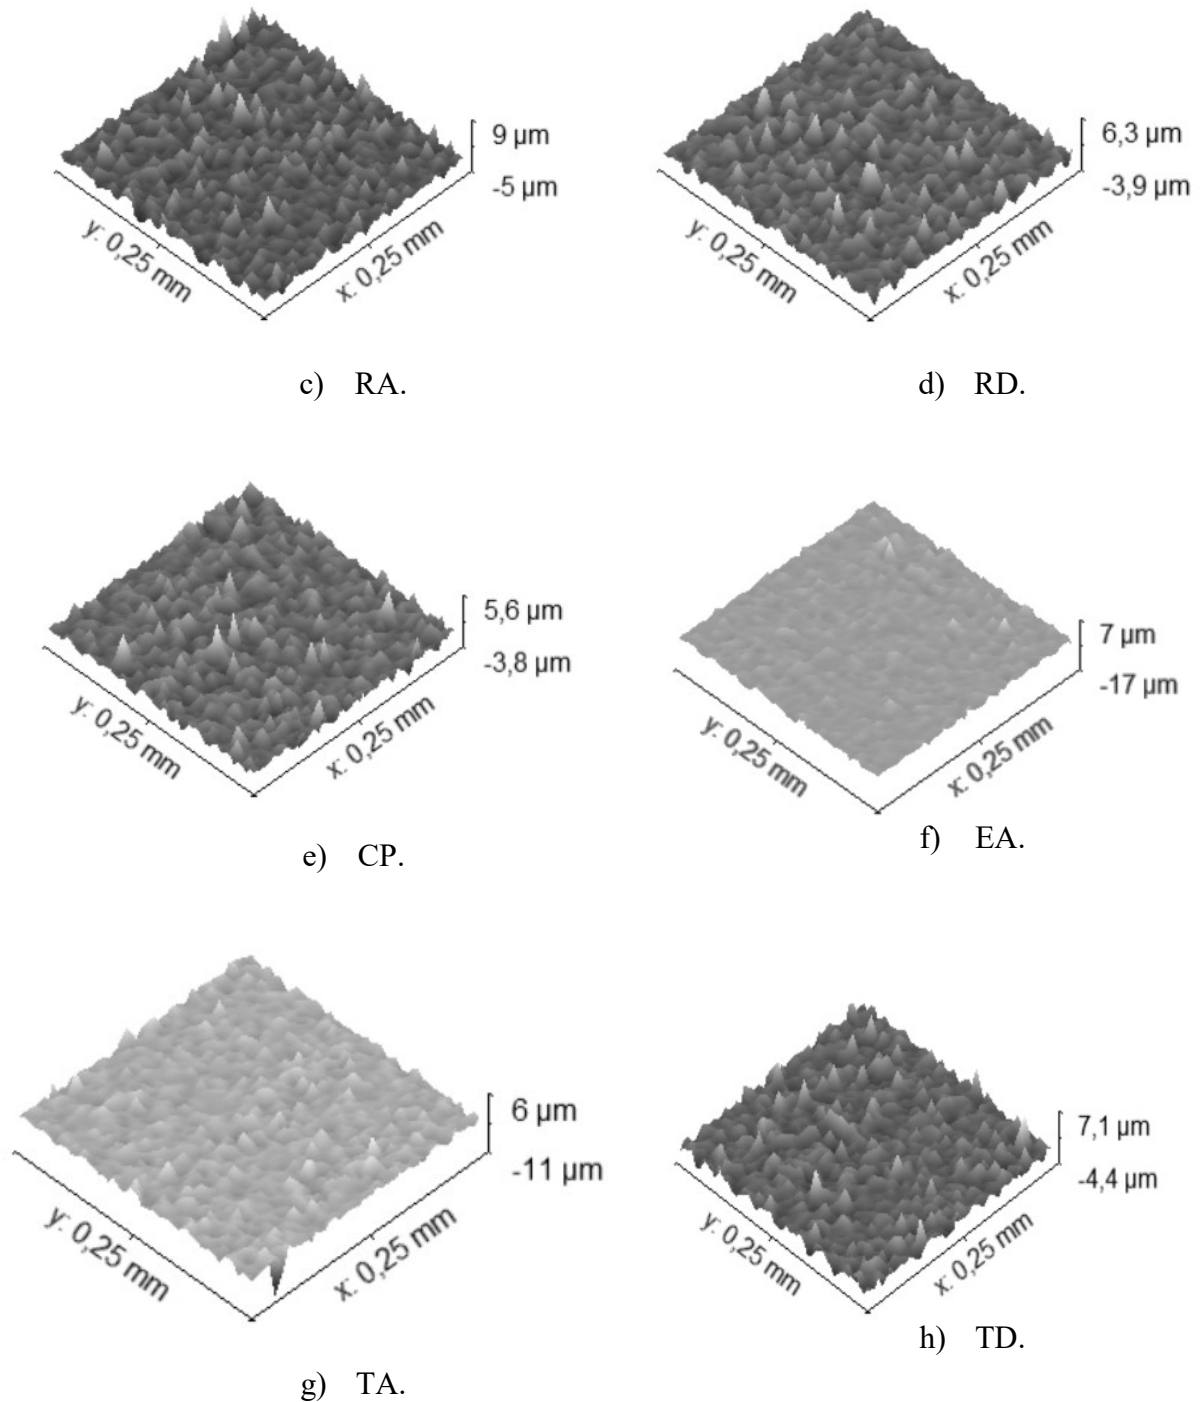 9 µm
-5 µm
y: 0,25 mm
x: 0,25 mm
c) RA.
6,3 µm
-3,9 µm
y: 0,25 mm
x: 0,25 mm
d) RD.
5,6 µm
-3,8 µm
y: 0,25 mm
x: 0,25 mm
e) CP.
7 µm
-17 µm
y: 0,25 mm
x: 0,25 mm
f) EA.
6 µm
-11 µm
y: 0,25 mm
x: 0,25 mm
g) TA.
7,1 µm
-4,4 µm
y: 0,25 mm
x: 0,25 mm
h) TD.